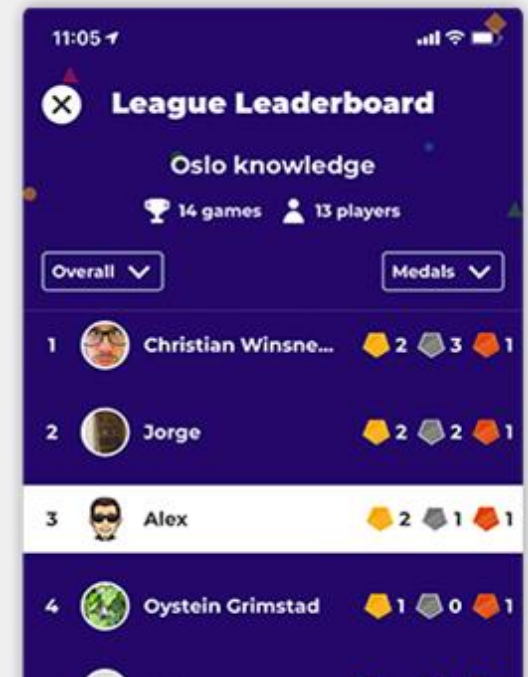 11:05
League Leaderboard
Oslo knowledge
14 games 13 players
Overall Medals
1 Christian Winsne... 2 3 1
2 Jorge 2 2 1
3 Alex 2 1 1
4 Oystein Grimstad 1 0 1